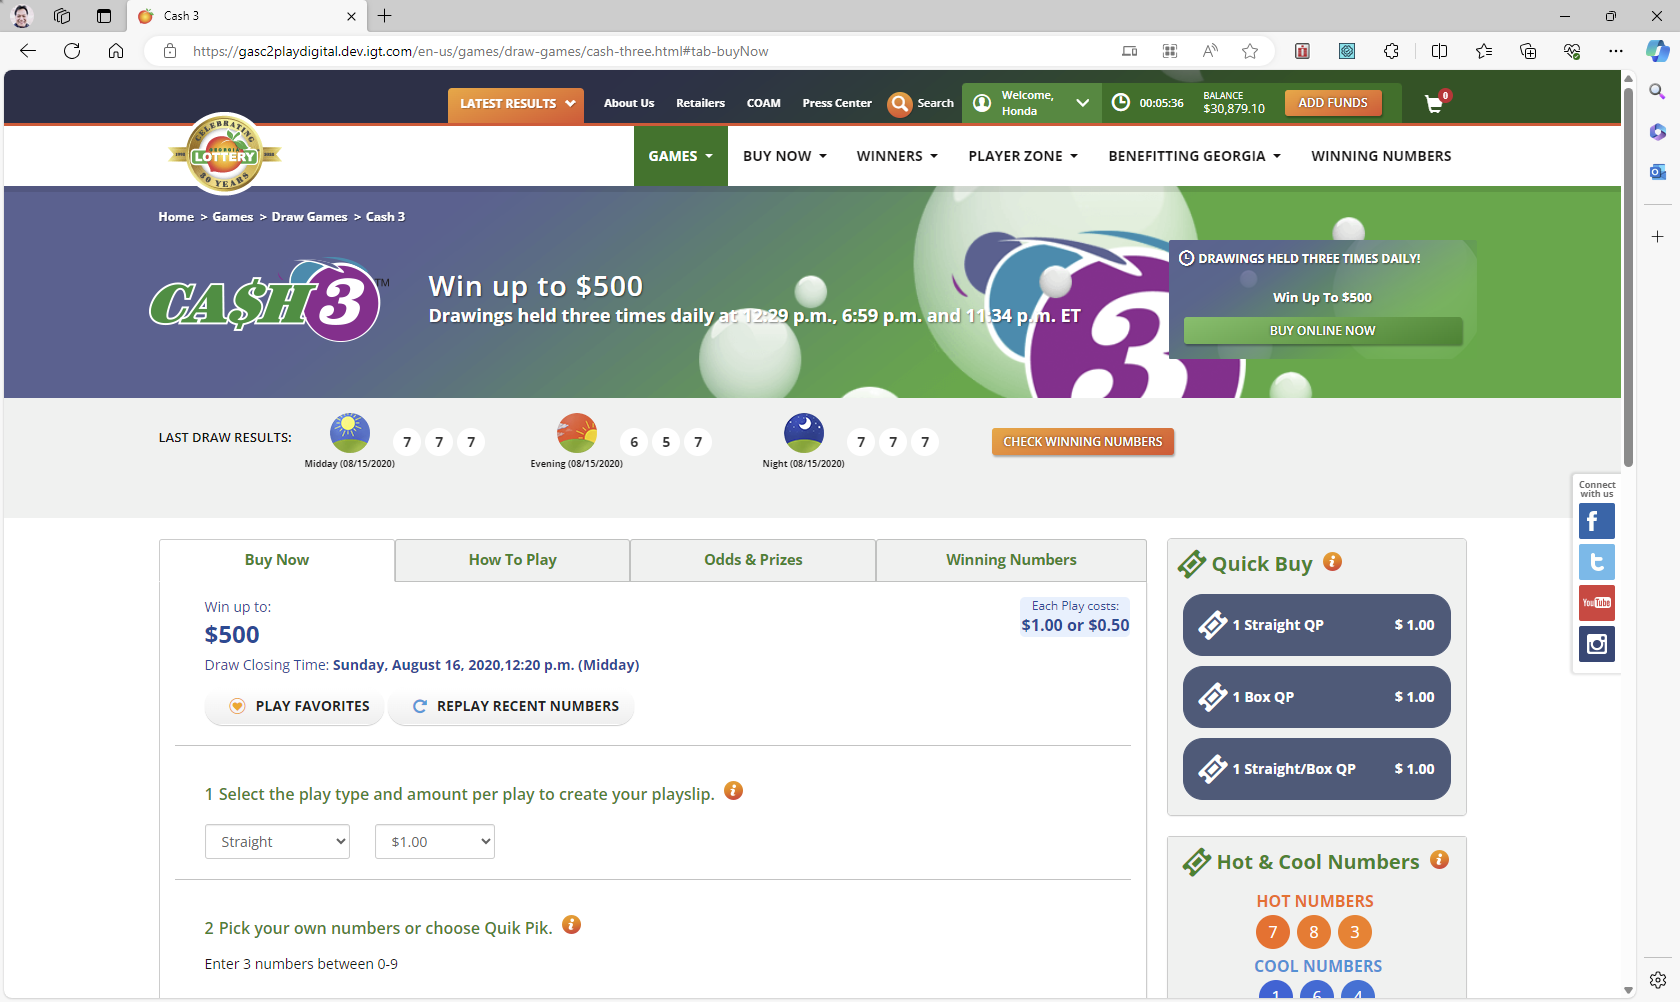 Cash 3
https://gasc2playdigital.dev.igt.com/en-us/games/draw-games/cash-three.html#tab-buyNow
LATEST RESULTS
About Us
Retailers
COAM
Press Center
Search
Welcome,
Honda
00:05:36
BALANCE
$30,879.10
ADD FUNDS
0
CELEBRATING
GEORGIA
LOTTERY
30 YEARS
GAMES
BUY NOW
WINNERS
PLAYER ZONE
BENEFITTING GEORGIA
WINNING NUMBERS
Home > Games > Draw Games > Cash 3
CA$H 3 TM
Win up to $500
Drawings held three times daily at 12:29 p.m., 6:59 p.m. and 11:34 p.m. ET
3
DRAWINGS HELD THREE TIMES DAILY!
Win Up To $500
BUY ONLINE NOW
LAST DRAW RESULTS:
7 7 7
Midday (08/15/2020)
6 5 7
Evening (08/15/2020)
7 7 7
Night (08/15/2020)
CHECK WINNING NUMBERS
Connect
with us
f
t
YouTube
Buy Now
How To Play
Odds & Prizes
Winning Numbers
Win up to:
$500
Each Play costs:
$1.00 or $0.50
Draw Closing Time: Sunday, August 16, 2020,12:20 p.m. (Midday)
PLAY FAVORITES
REPLAY RECENT NUMBERS
1 Select the play type and amount per play to create your playslip. i
Straight
$1.00
2 Pick your own numbers or choose Quik Pik. i
Enter 3 numbers between 0-9
Quick Buy i
1 Straight QP $ 1.00
1 Box QP $ 1.00
1 Straight/Box QP $ 1.00
Hot & Cool Numbers i
HOT NUMBERS
7 8 3
COOL NUMBERS
1 6 4